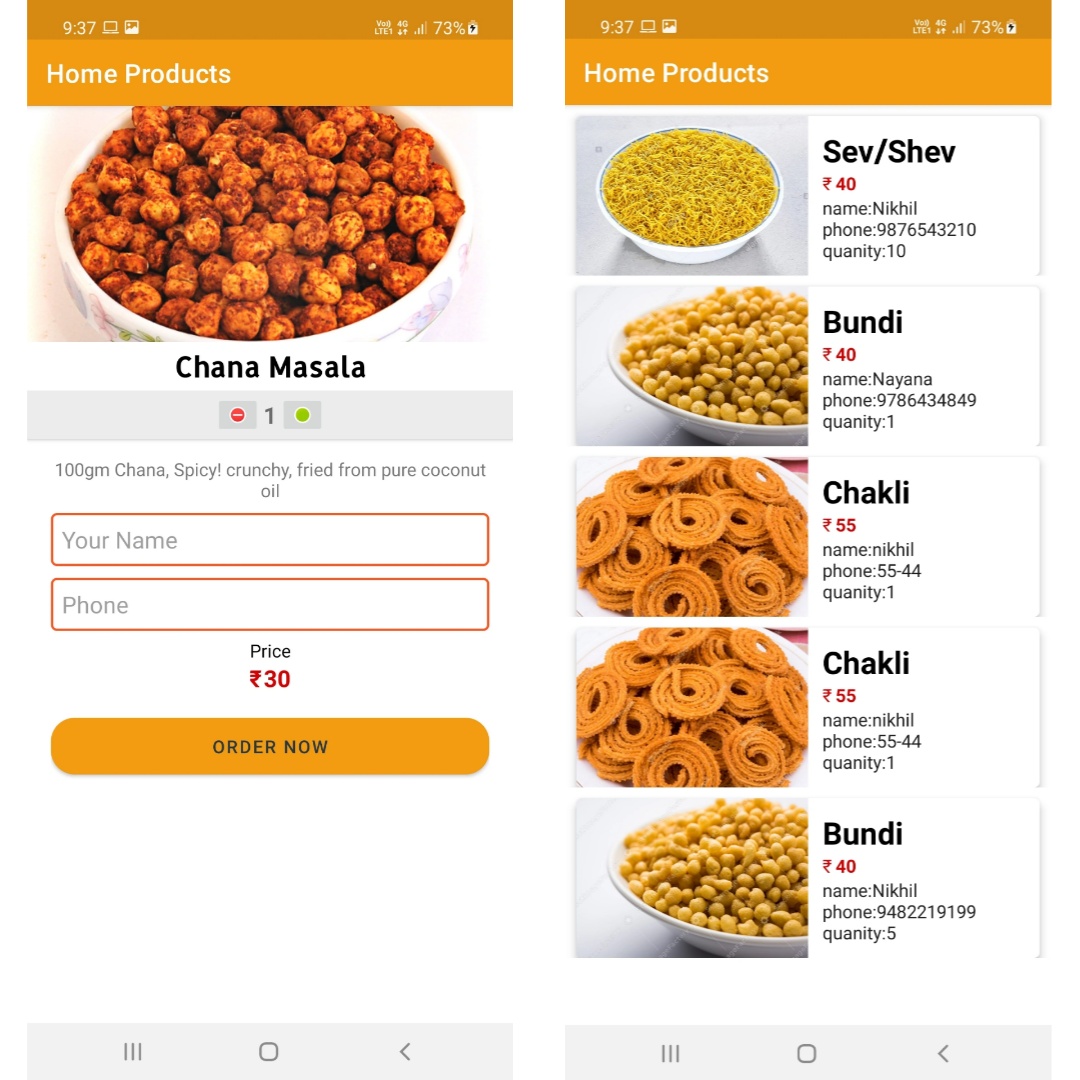 9:37
Vo) 4G
LTE1
73%
Home Products
Chana Masala
1
100gm Chana, Spicy! crunchy, fried from pure coconut
oil
Your Name
Phone
Price
₹30
ORDER NOW
9:37
Vo) 4G
LTE1
73%
Home Products
Sev/Shev
₹ 40
name:Nikhil
phone:9876543210
quanity:10
Bundi
₹ 40
name:Nayana
phone:9786434849
quanity:1
Chakli
₹ 55
name:nikhil
phone:55-44
quanity:1
Chakli
₹ 55
name:nikhil
phone:55-44
quanity:1
Bundi
₹ 40
name:Nikhil
phone:9482219199
quanity:5